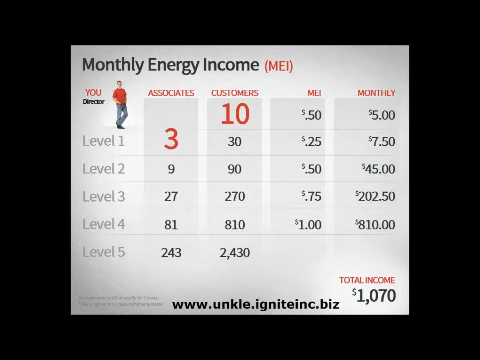 Monthly Energy Income (MEI)
YOU ASSOCIATES CUSTOMERS MEI MONTHLY
Director
10 $.50 $5.00
Level 1 3 30 $.25 $7.50
Level 2 9 90 $.50 $45.00
Level 3 27 270 $.75 $202.50
Level 4 81 810 $1.00 $810.00
Level 5 243 2,430
TOTAL INCOME
$1,070
www.unkle.igniteinc.biz